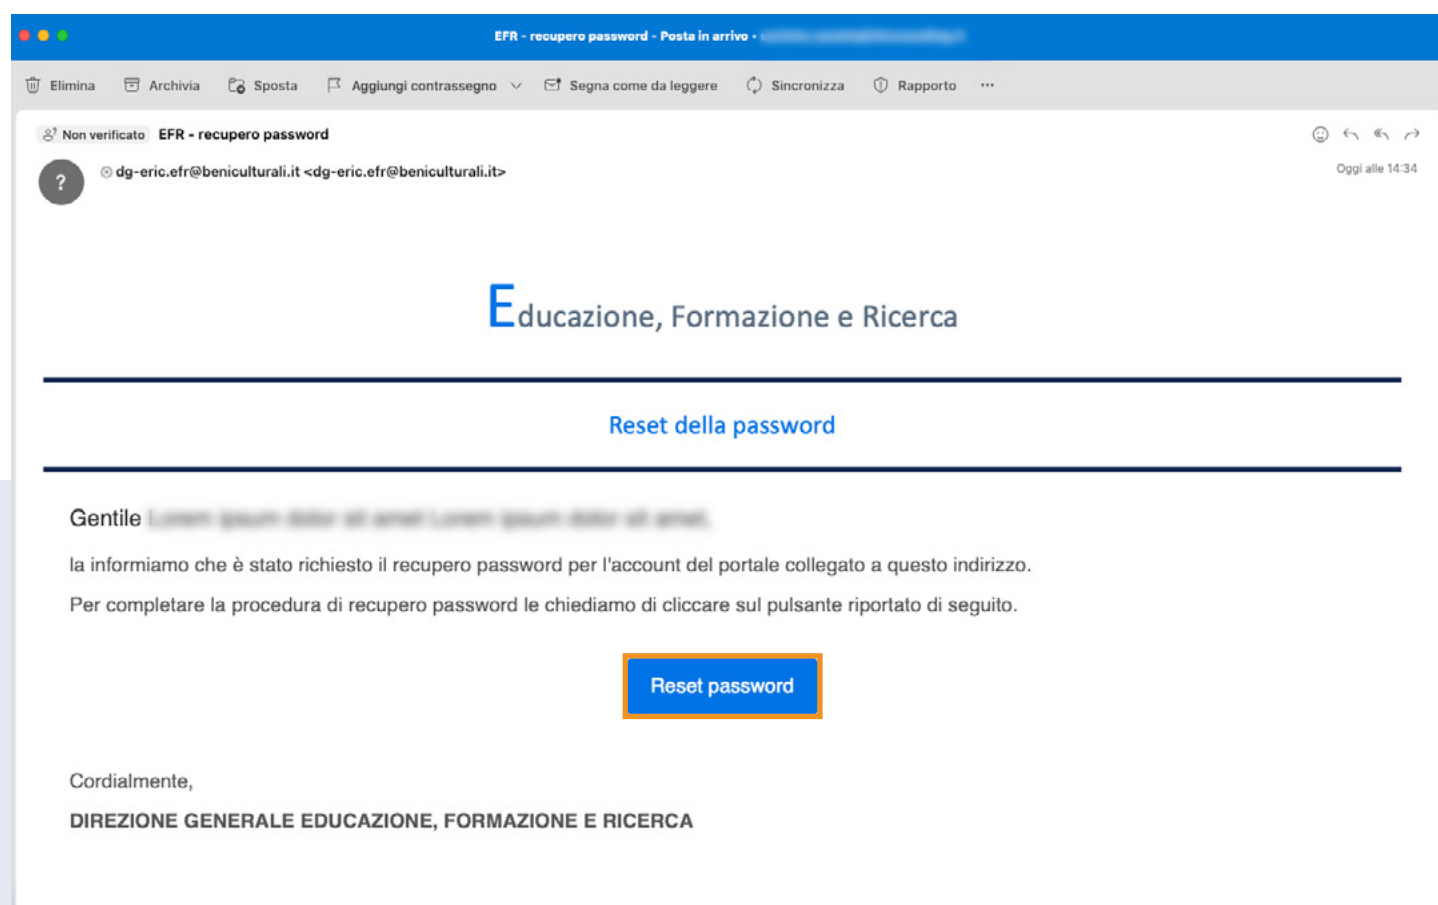 EFR - recupero password - Posta in arrivo •
Elimina Archivia Sposta Aggiungi contrassegno Segna come da leggere Sincronizza Rapporto ...
Non verificato EFR - recupero password
? dg-eric.efr@beniculturali.it <dg-eric.efr@beniculturali.it> Oggi alle 14:34
Educazione, Formazione e Ricerca
Reset della password
Gentile
la informiamo che è stato richiesto il recupero password per l'account del portale collegato a questo indirizzo.
Per completare la procedura di recupero password le chiediamo di cliccare sul pulsante riportato di seguito.
Reset password
Cordialmente,
DIREZIONE GENERALE EDUCAZIONE, FORMAZIONE E RICERCA